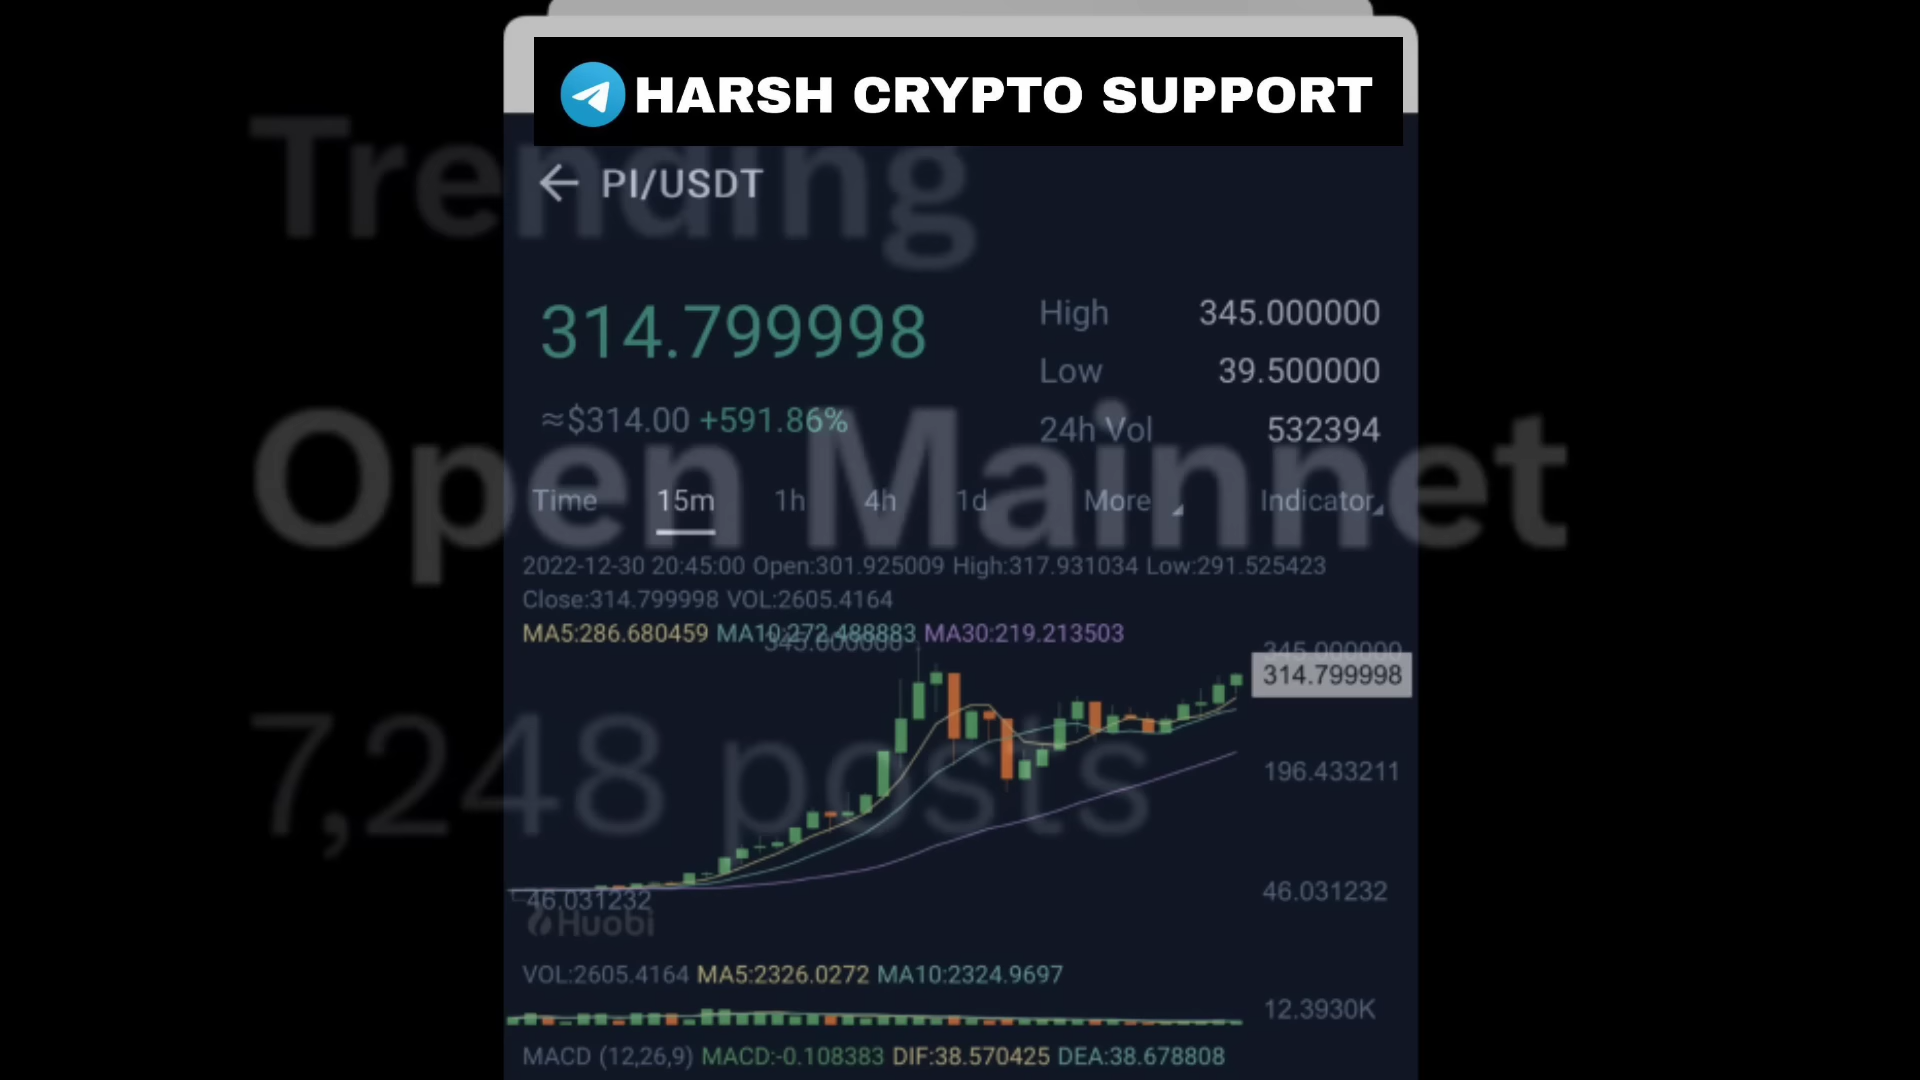 HARSH CRYPTO SUPPORT
Trending
PI/USDT
314.799998
High 345.000000
Low 39.500000
≈$314.00 +591.86%
24h Vol 532394
Open Mainnet
Time 15m 1h 4h 1d More Indicator
2022-12-30 20:45:00 Open:301.925009 High:317.931034 Low:291.525423
Close:314.799998 VOL:2605.4164
MA5:286.680459 MA10:272.488883 MA30:219.213503
345.000000
345.000000
314.799998
7,248 posts
196.433211
46.031232
46.031232
Huobi
VOL:2605.4164 MA5:2326.0272 MA10:2324.9697
12.3930K
MACD (12,26,9) MACD:-0.108383 DIF:38.570425 DEA:38.678808